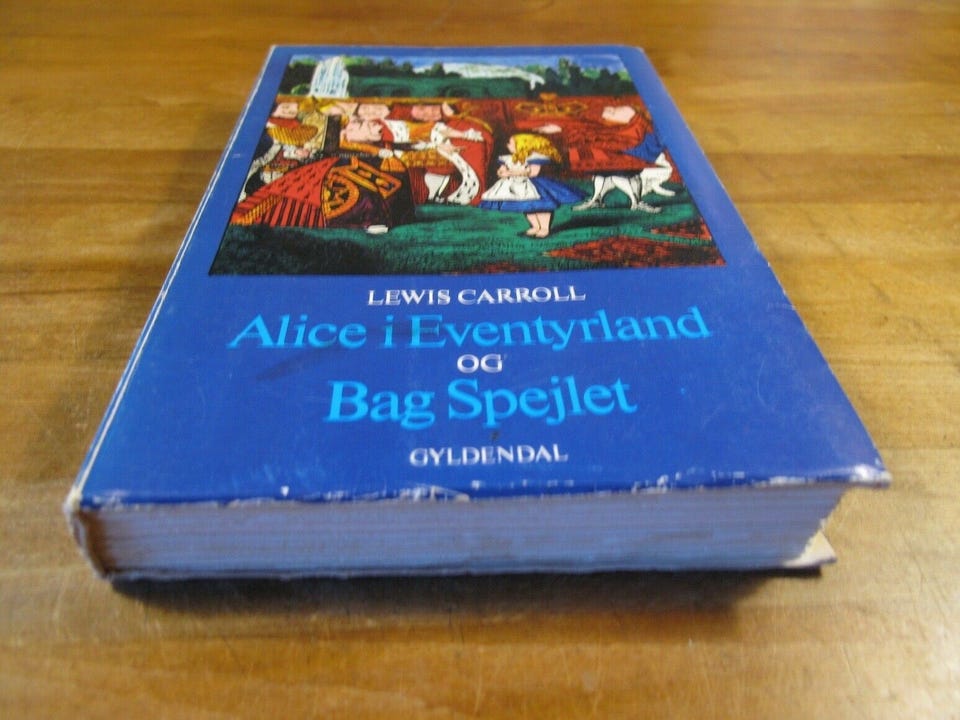 LEWIS CARROLL
Alice i Eventyrland
OG
Bag Spejlet
GYLDENDAL